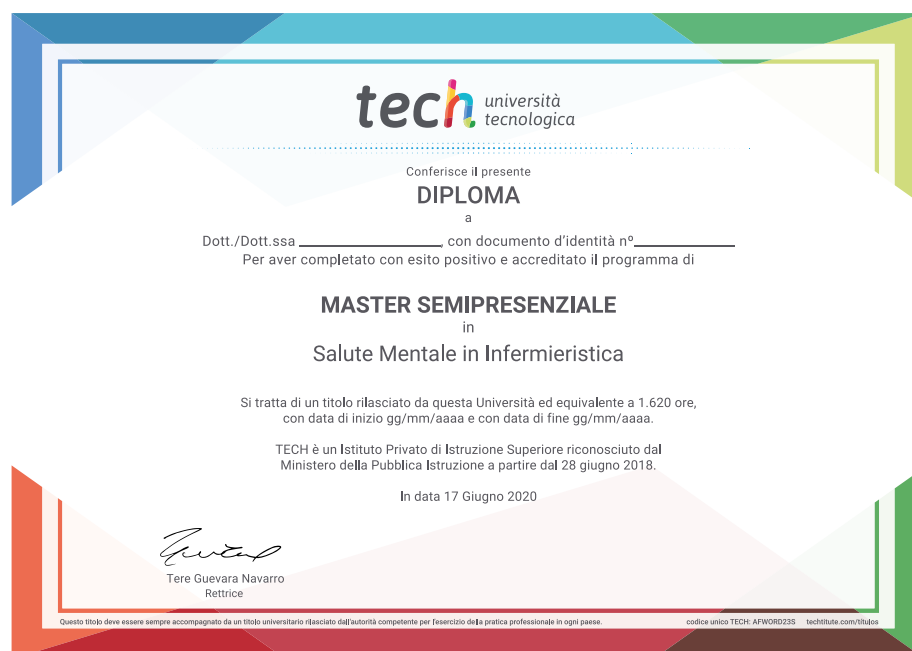 tech università
tecnologica
Conferisce il presente
DIPLOMA
a
Dott./Dott.ssa ____________________, con documento d'identità nº______________
Per aver completato con esito positivo e accreditato il programma di
MASTER SEMIPRESENZIALE
in
Salute Mentale in Infermieristica
Si tratta di un titolo rilasciato da questa Università ed equivalente a 1.620 ore,
con data di inizio gg/mm/aaaa e con data di fine gg/mm/aaaa.
TECH è un Istituto Privato di Istruzione Superiore riconosciuto dal
Ministero della Pubblica Istruzione a partire dal 28 giugno 2018.
In data 17 Giugno 2020
Tere Guevara Navarro
Rettrice
Questo titolo deve essere sempre accompagnato da un titolo universitario rilasciato dall'autorità competente per l'esercizio della pratica professionale in ogni paese. codice unico TECH: AFWORD23S techtitute.com/titulos